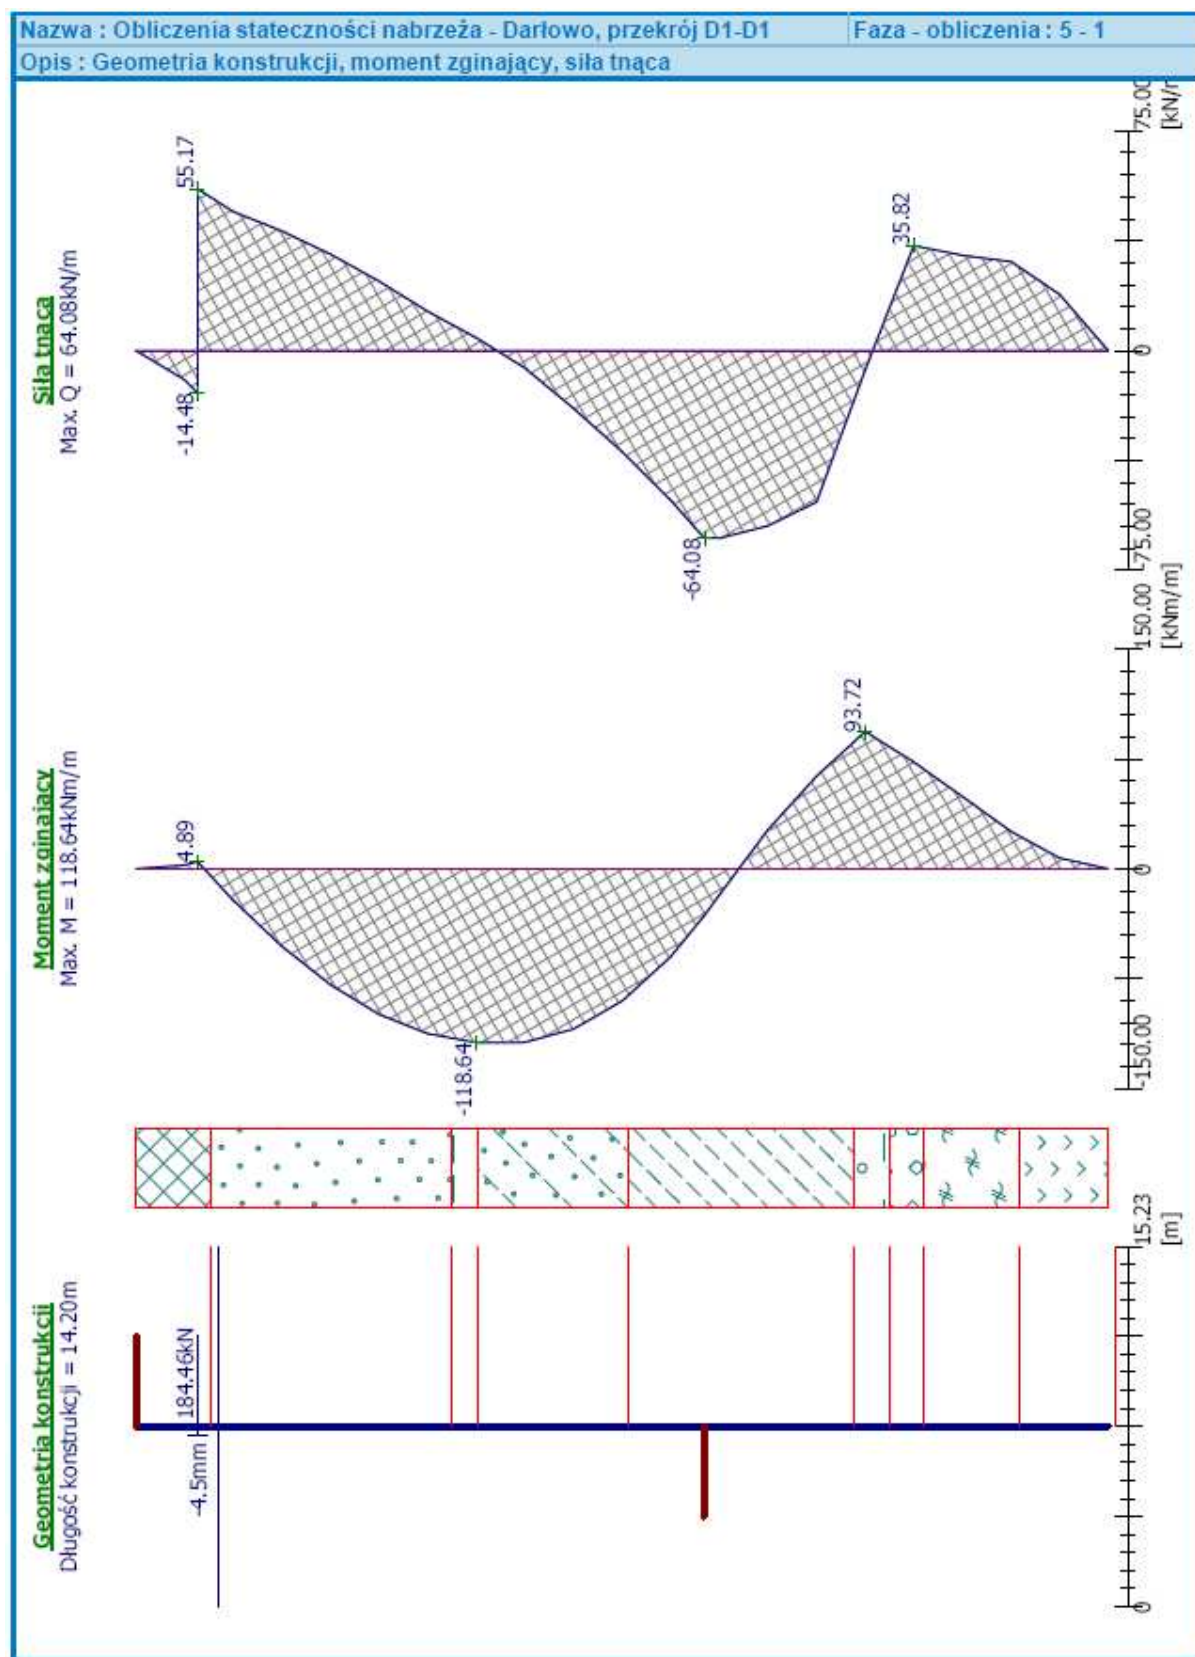 Nazwa : Obliczenia stateczności nabrzeża - Darłowo, przekrój D1-D1
Faza - obliczenia : 5 - 1
Opis : Geometria konstrukcji, moment zginający, siła tnąca
Geometria konstrukcji
Długość konstrukcji = 14.20m
-4.5mm
184.46kN
0
15.23
[m]
Moment zginający
Max. M = 118.64kNm/m
4.89
-118.64
93.72
-150.00
0
150.00
[kNm/m]
Siła tnąca
Max. Q = 64.08kN/m
-14.48
55.17
-64.08
35.82
-75.00
0
75.00